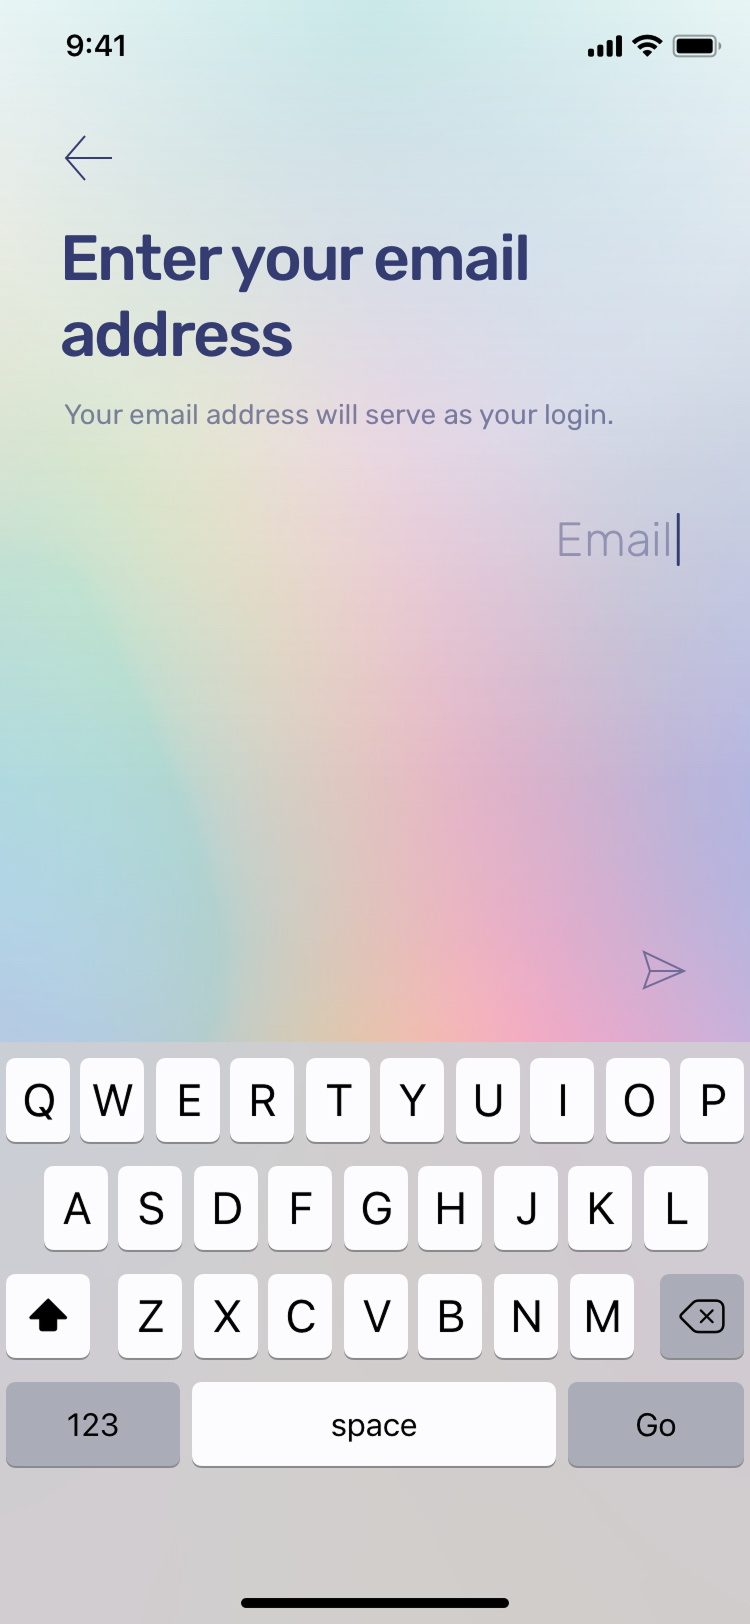 9:41
Enter your email
address
Your email address will serve as your login.
Email
Q W E R T Y U I O P
A S D F G H J K L
Z X C V B N M
123 space Go